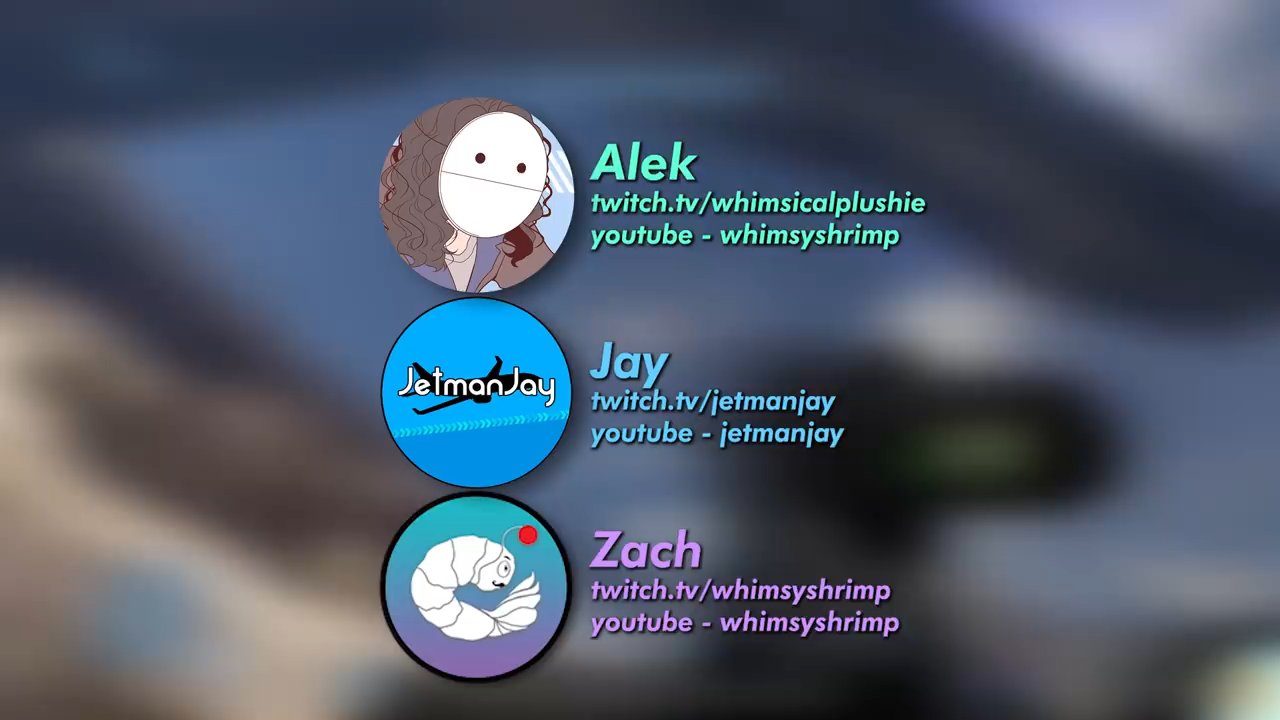 Alek
twitch.tv/whimsicalplushie
youtube - whimsyshrimp
JetmanJay
Jay
twitch.tv/jetmanjay
youtube - jetmanjay
Zach
twitch.tv/whimsyshrimp
youtube - whimsyshrimp